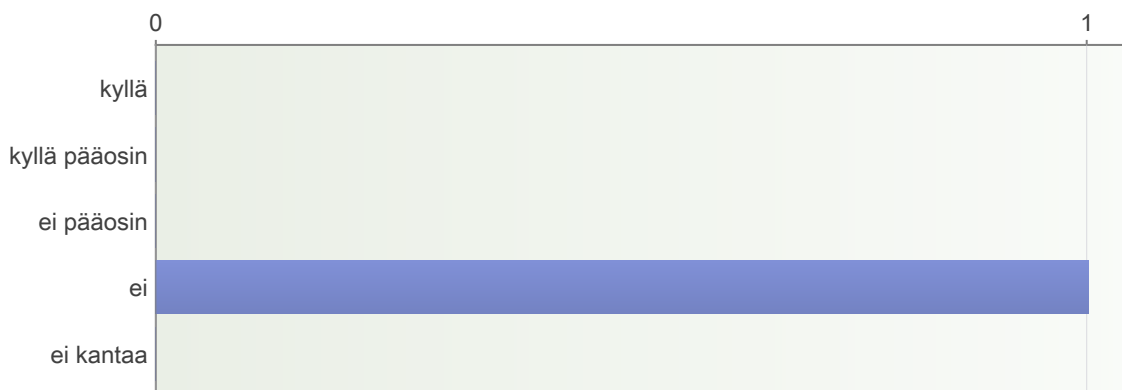 0 1
kyllä
kyllä pääosin
ei pääosin
ei
ei kantaa